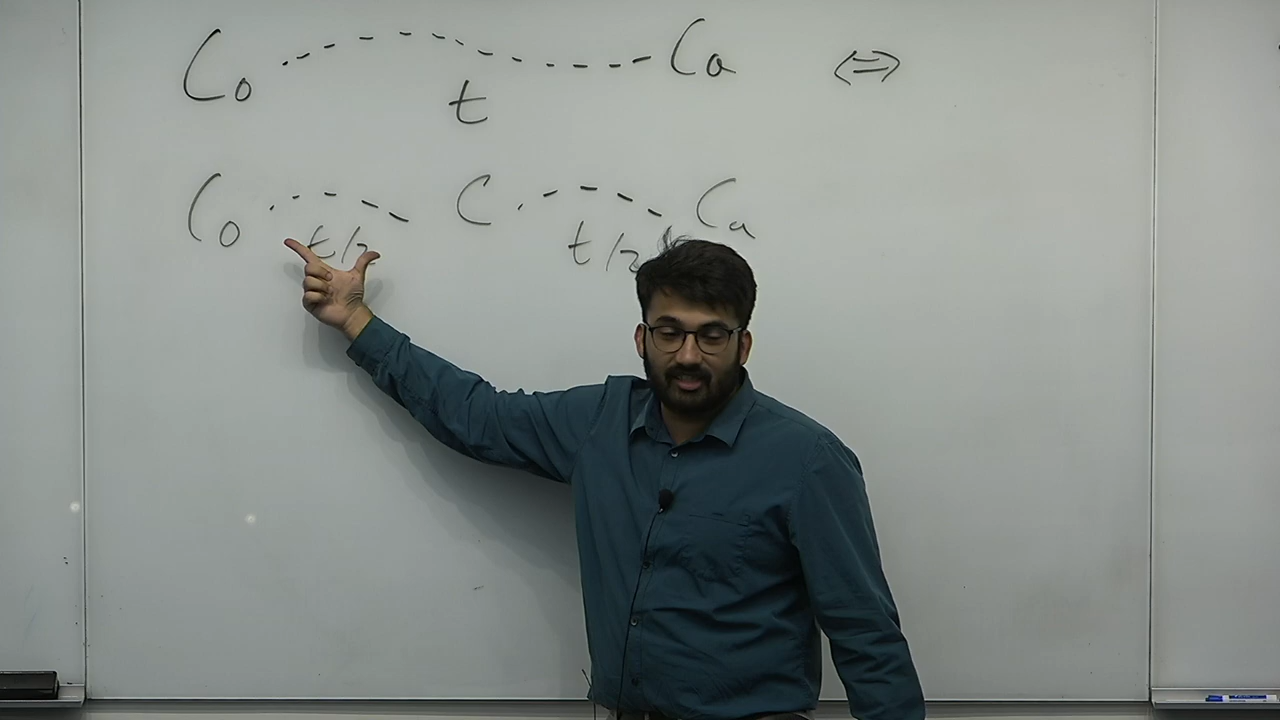 C₀ ------------ Cₐ ⇔
t
C₀ ----- C ----- Cₐ
t/2 t/2